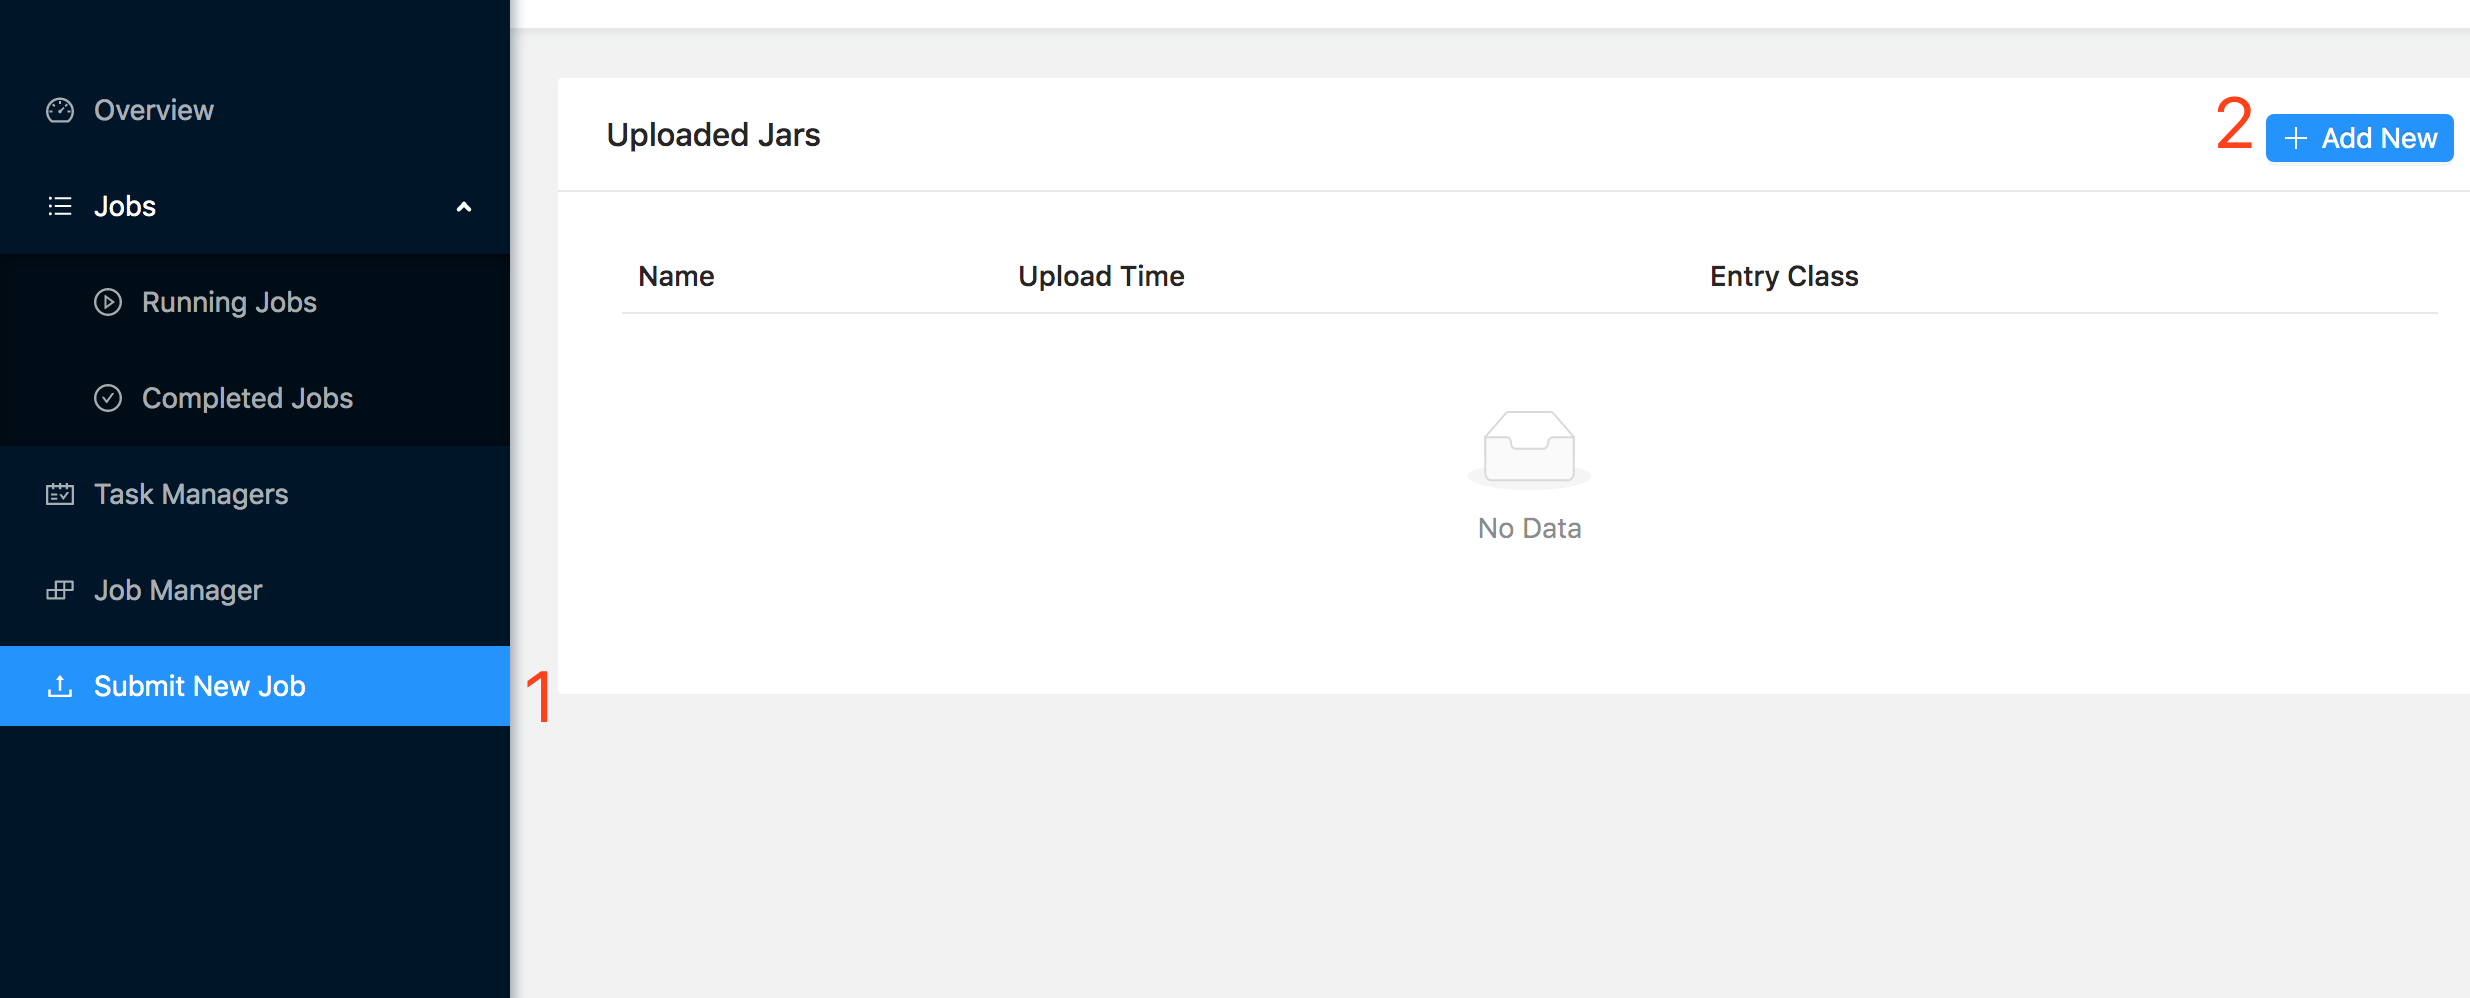 Overview
Jobs
Running Jobs
Completed Jobs
Task Managers
Job Manager
Submit New Job
1
Uploaded Jars
2
Add New
Name Upload Time Entry Class
No Data